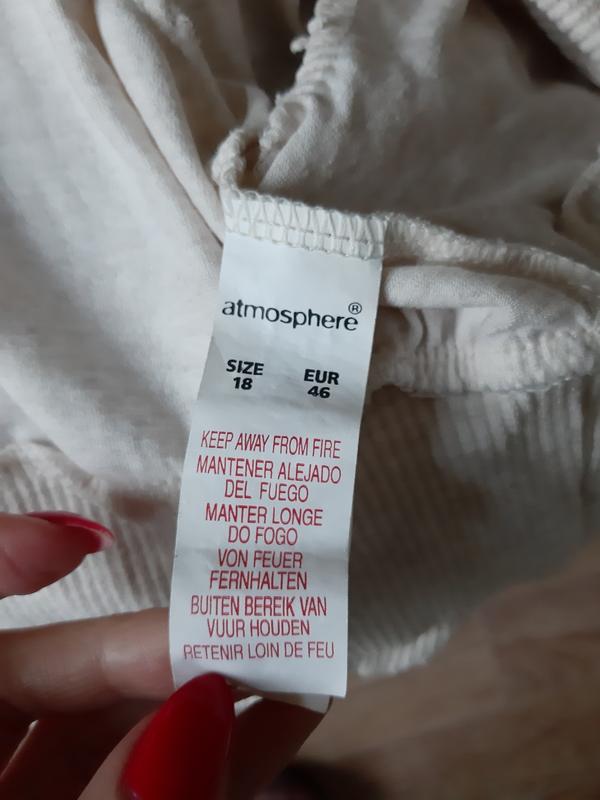 atmosphere®
SIZE EUR
18 46
KEEP AWAY FROM FIRE
MANTENER ALEJADO
DEL FUEGO
MANTER LONGE
DO FOGO
VON FEUER
FERNHALTEN
BUITEN BEREIK VAN
VUUR HOUDEN
RETENIR LOIN DE FEU